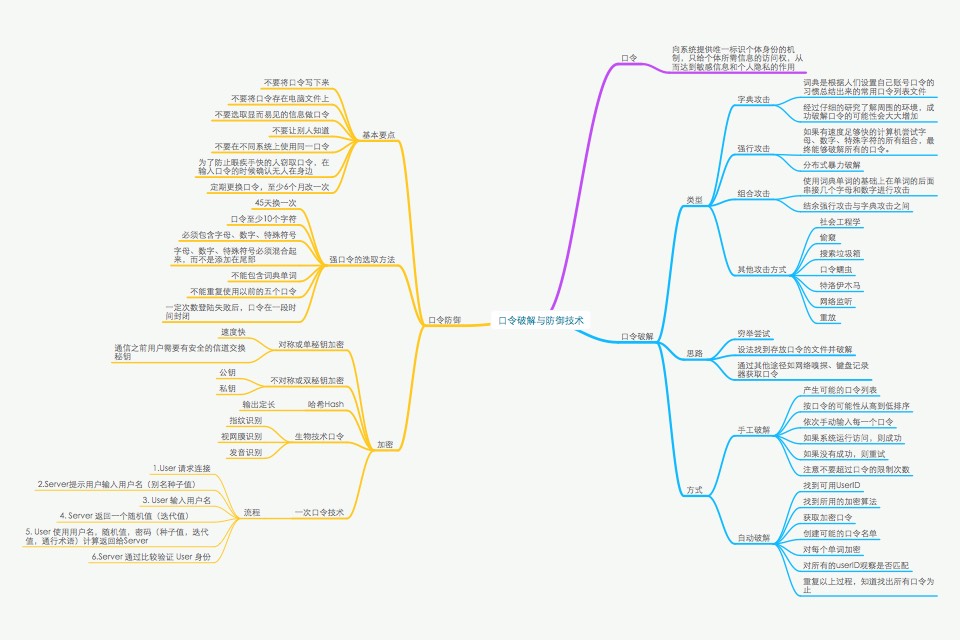 口令破解与防御技术
口令
向系统提供唯一标识个体身份的机
制，只给个体所需信息的访问权，从
而达到敏感信息和个人隐私的作用
口令破解
类型
字典攻击
词典是根据人们设置自己账号口令的
习惯总结出来的常用口令列表文件
经过仔细的研究了解周围的环境，成
功破解口令的可能性会大大增加
强行攻击
如果有速度足够快的计算机尝试字
母、数字、特殊字符的所有组合，最
终能够破解所有的口令。
分布式暴力破解
组合攻击
使用词典单词的基础上在单词的后面
串接几个字母和数字进行攻击
结余强行攻击与字典攻击之间
其他攻击方式
社会工程学
偷窥
搜索垃圾箱
口令蠕虫
特洛伊木马
网络监听
重放
思路
穷举尝试
设法找到存放口令的文件并破解
通过其他途径如网络嗅探、键盘记录
器获取口令
方式
手工破解
产生可能的口令列表
按口令的可能性从高到低排序
依次手动输入每一个口令
如果系统运行访问，则成功
如果没有成功，则重试
注意不要超过口令的限制次数
自动破解
找到可用UserID
找到所用的加密算法
获取加密口令
创建可能的口令名单
对每个单词加密
对所有的userID观察是否匹配
重复以上过程，知道找出所有口令为
止
口令防御
基本要点
不要将口令写下来
不要将口令存在电脑文件上
不要选取显而易见的信息做口令
不要让别人知道
不要在不同系统上使用同一口令
为了防止眼疾手快的人窃取口令，在
输入口令的时候确认无人在身边
定期更换口令，至少6个月改一次
强口令的选取方法
45天换一次
口令至少10个字符
必须包含字母、数字、特殊符号
字母、数字、特殊符号必须混合起
来，而不是添加在尾部
不能包含词典单词
不能重复使用以前的五个口令
一定次数登陆失败后，口令在一段时
间封闭
加密
对称或单秘钥加密
速度快
通信之前用户需要有安全的信道交换
秘钥
不对称或双秘钥加密
公钥
私钥
哈希Hash
输出定长
生物技术口令
指纹识别
视网膜识别
发音识别
一次口令技术
流程
1.User 请求连接
2.Server提示用户输入用户名（别名种子值）
3. User 输入用户名
4. Server 返回一个随机值（迭代值）
5. User 使用用户名，随机值，密码（种子值，迭代
值，通行术语）计算返回给Server
6.Server 通过比较验证 User 身份